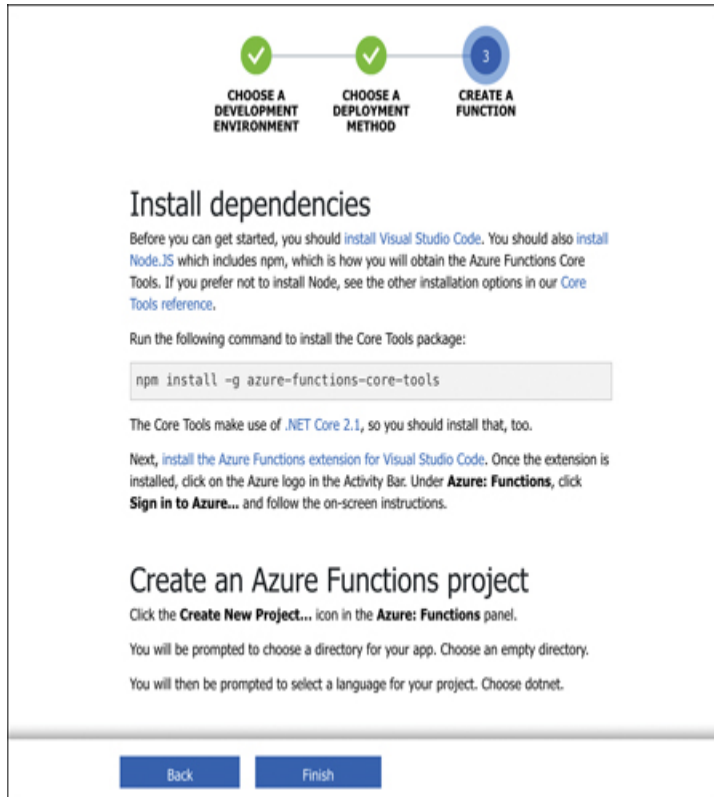 3
CHOOSE A
DEVELOPMENT
ENVIRONMENT
CHOOSE A
DEPLOYMENT
METHOD
CREATE A
FUNCTION
Install dependencies
Before you can get started, you should install Visual Studio Code. You should also install
Node.JS which includes npm, which is how you will obtain the Azure Functions Core
Tools. If you prefer not to install Node, see the other installation options in our Core
Tools reference.
Run the following command to install the Core Tools package:
npm install -g azure-functions-core-tools
The Core Tools make use of .NET Core 2.1, so you should install that, too.
Next, install the Azure Functions extension for Visual Studio Code. Once the extension is
installed, click on the Azure logo in the Activity Bar. Under Azure: Functions, click
Sign in to Azure... and follow the on-screen instructions.
Create an Azure Functions project
Click the Create New Project... icon in the Azure: Functions panel.
You will be prompted to choose a directory for your app. Choose an empty directory.
You will then be prompted to select a language for your project. Choose dotnet.
Back
Finish